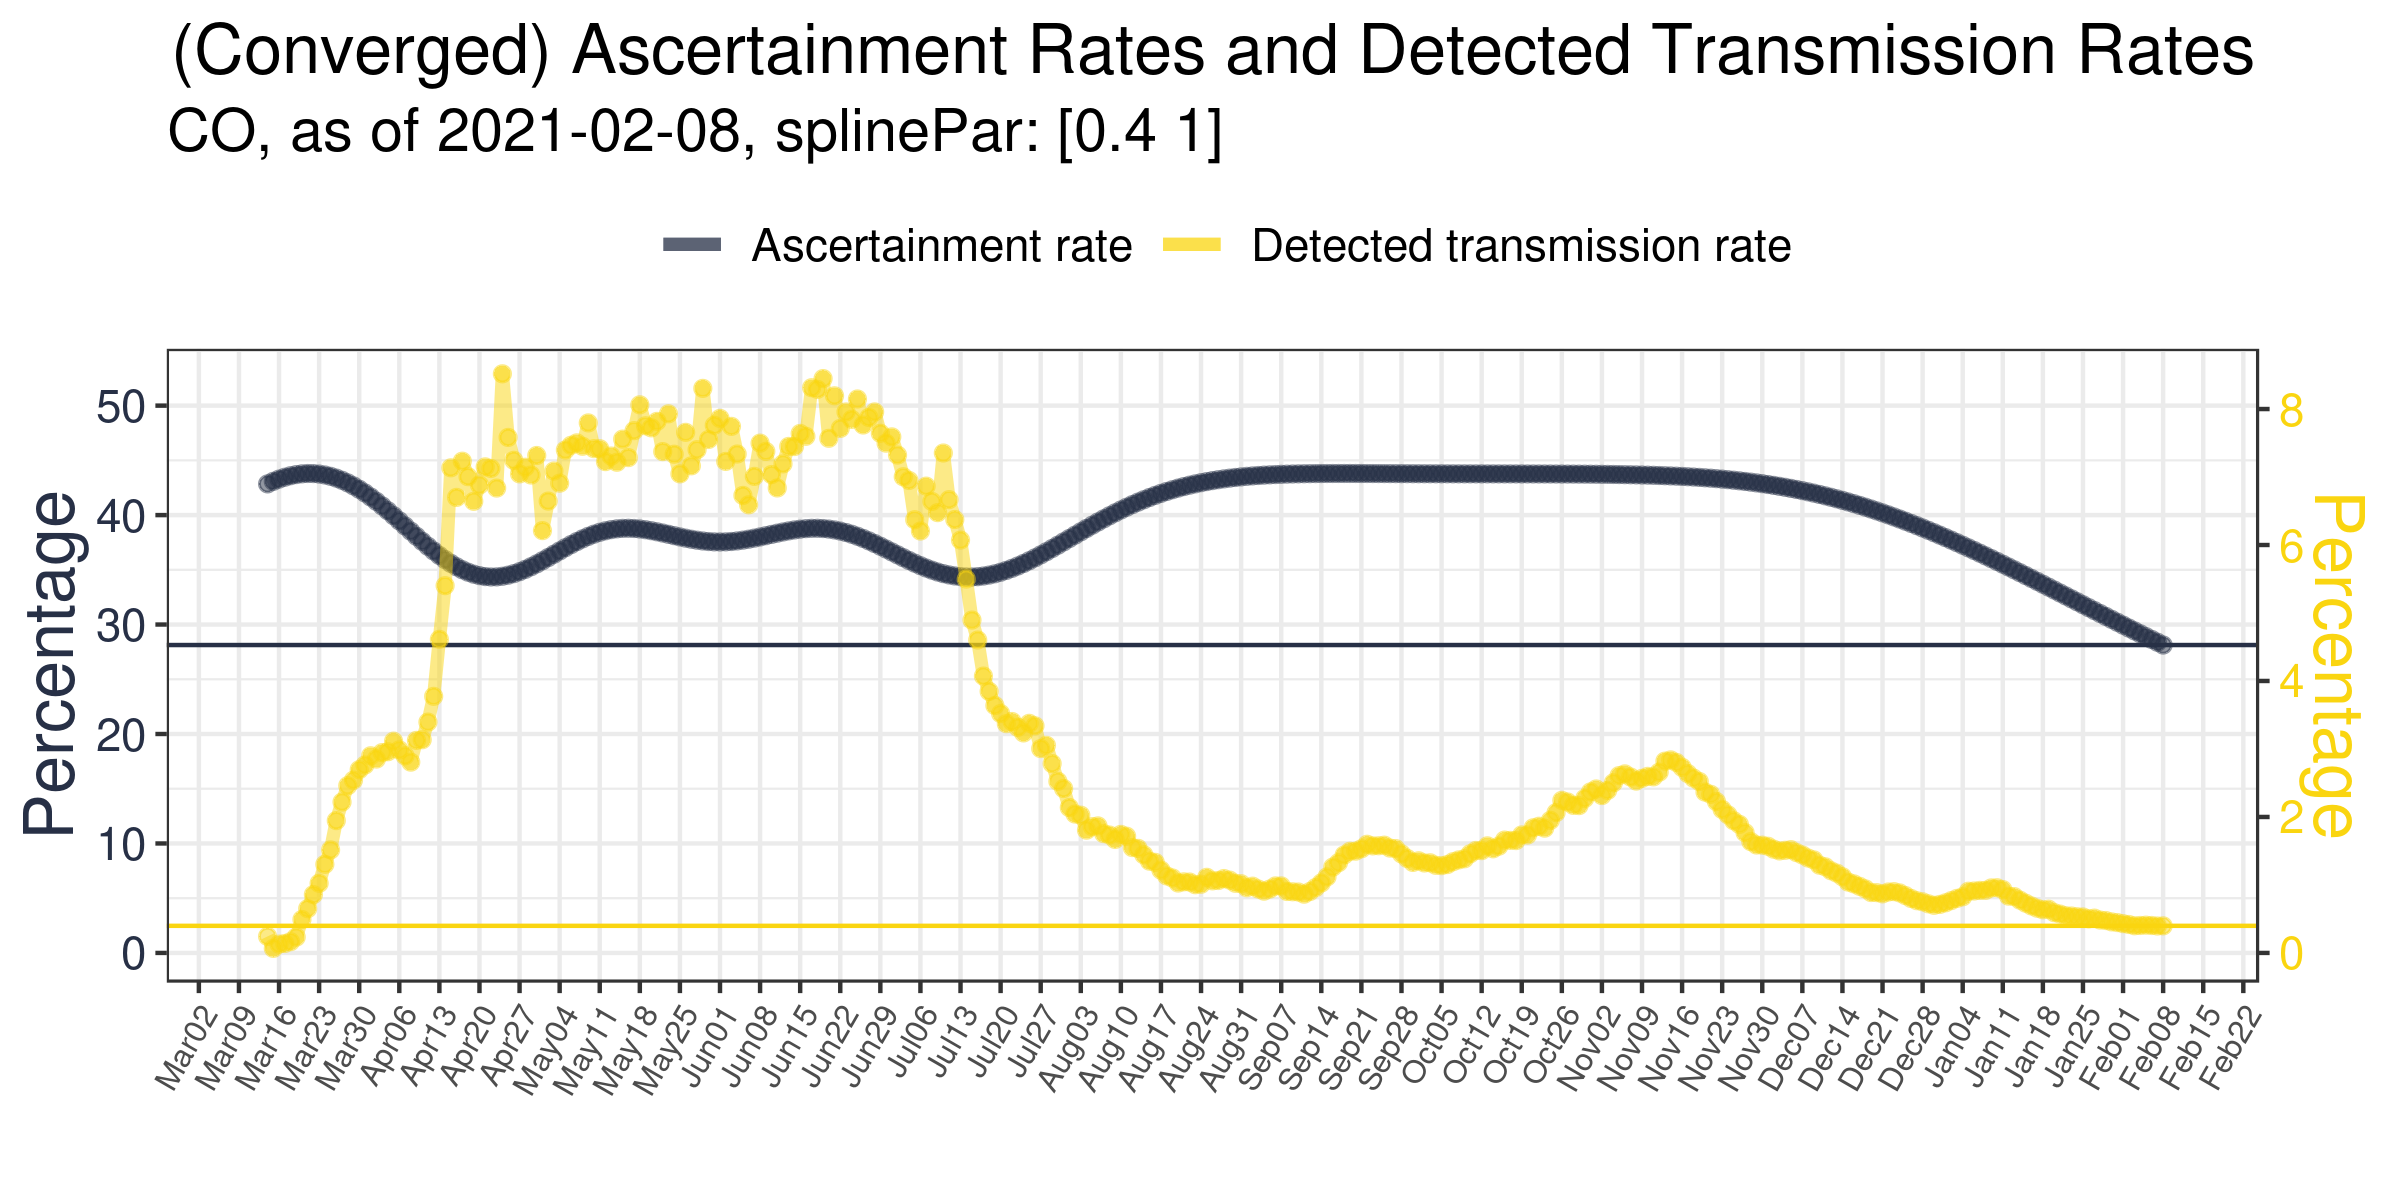 (Converged) Ascertainment Rates and Detected Transmission Rates
CO, as of 2021-02-08, splinePar: [0.4 1]
Ascertainment rate Detected transmission rate
Percentage
50
40
30
20
10
0
8
6
4
2
0
Percentage
Mar02 Mar09 Mar16 Mar23 Mar30 Apr06 Apr13 Apr20 Apr27 May04 May11 May18 May25 Jun01 Jun08 Jun15 Jun22 Jun29 Jul06 Jul13 Jul20 Jul27 Aug03 Aug10 Aug17 Aug24 Aug31 Sep07 Sep14 Sep21 Sep28 Oct05 Oct12 Oct19 Oct26 Nov02 Nov09 Nov16 Nov23 Nov30 Dec07 Dec14 Dec21 Dec28 Jan04 Jan11 Jan18 Jan25 Feb01 Feb08 Feb15 Feb22